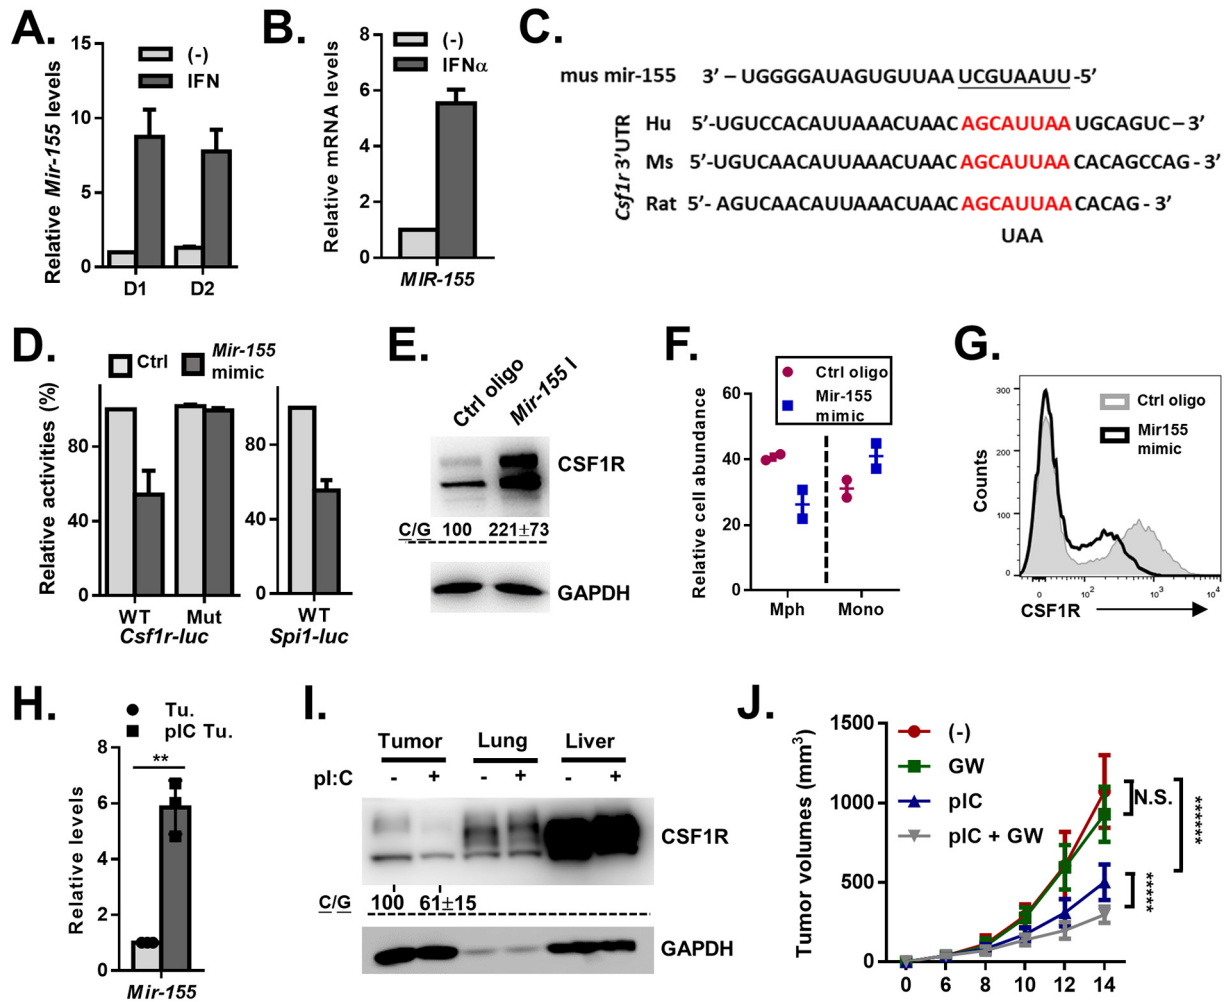 A.
Relative Mir-155 levels
15
10
5
0
(-)
IFN
D1 D2
B.
Relative mRNA levels
8
6
4
2
0
(-)
IFNα
MIR-155
C.
mus mir-155 3’ – UGGGGAUAGUGUUAA UCGUAAUU -5’
Csf1r 3’UTR
Hu 5’-UGUCCACAUUAAACUAAC AGCAUUAA UGCAGUC – 3’
Ms 5’-UGUCAACAUUAAACUAAC AGCAUUAA CACAGCCAG - 3’
Rat 5’- AGUCAACAUUAAACUAAC AGCAUUAA CACAG - 3’
UAA
D.
Ctrl
Mir-155
mimic
Relative activities (%)
80
40
0
WT Mut
Csf1r-luc
80
40
0
WT
Spi1-luc
E.
Ctrl oligo
Mir-155 I
CSF1R
C/G 100 221±73
GAPDH
F.
Ctrl oligo
Mir-155
mimic
Relative cell abundance
60
40
20
0
Mph Mono
G.
Ctrl oligo
Mir155
mimic
Counts
300
200
100
0
0 10² 10³ 10⁴
CSF1R
H.
Tu.
pIC Tu.
**
Relative levels
8
6
4
2
0
Mir-155
I.
Tumor Lung Liver
pI:C - + - + - +
CSF1R
C/G 100 61±15
GAPDH
J.
Tumor volumes (mm³)
1500
1000
500
0
(-)
GW
pIC
pIC + GW
N.S.
*******
*****
0 6 8 10 12 14